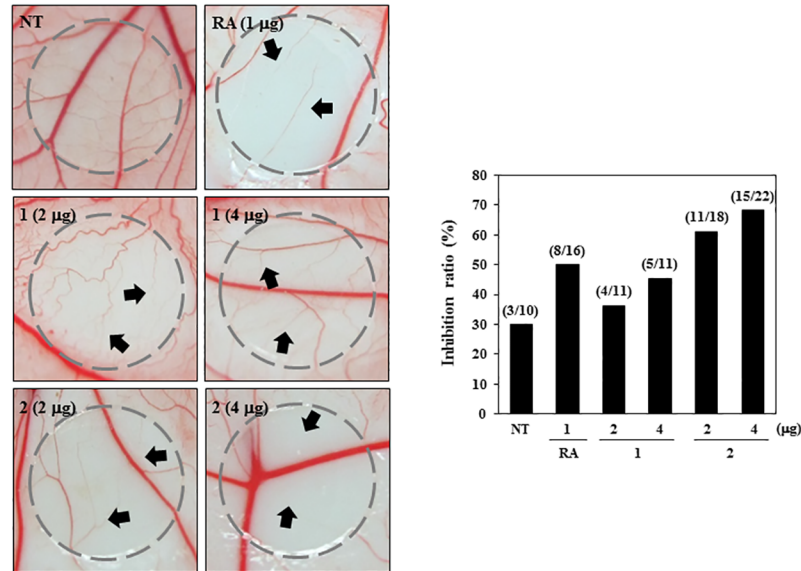 NT
RA (1 μg)
1 (2 μg)
1 (4 μg)
2 (2 μg)
2 (4 μg)
Inhibition ratio (%)
80
70
60
50
40
30
20
10
0
(3/10)
(8/16)
(4/11)
(5/11)
(11/18)
(15/22)
NT 1 2 4 2 4 (μg)
RA 1 2